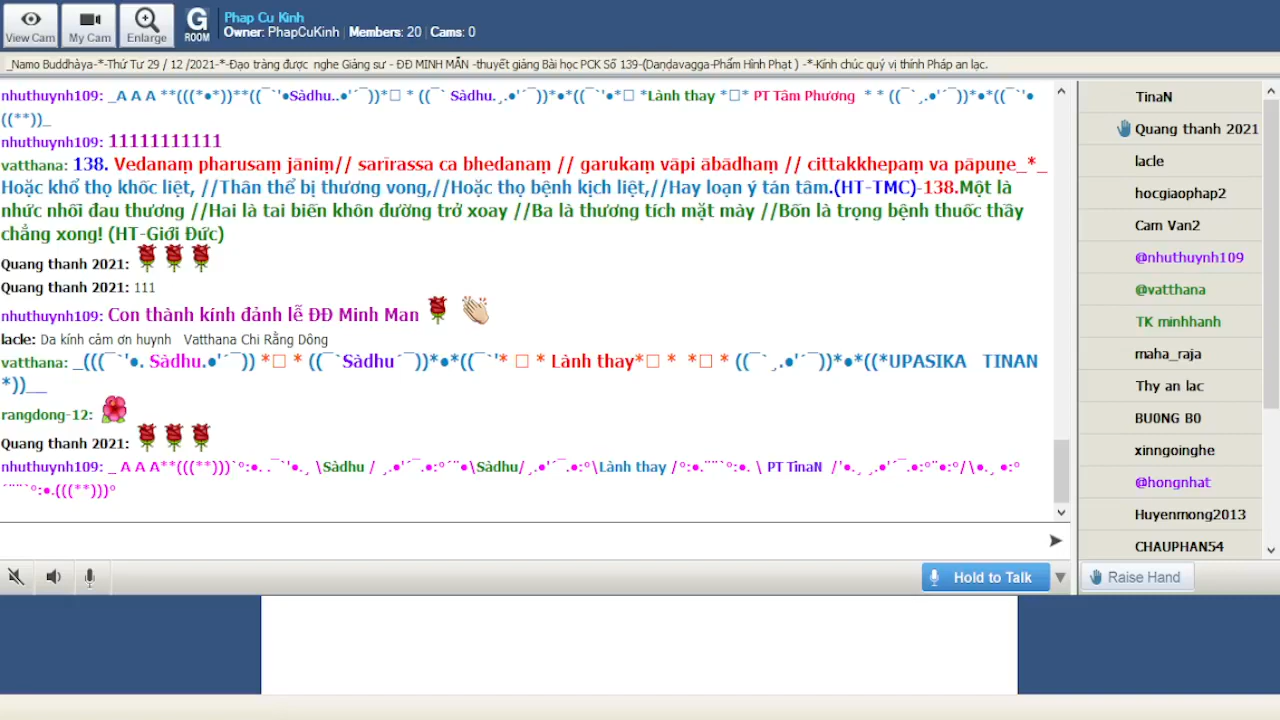 View Cam
My Cam
Enlarge
G
ROOM
Phap Cu Kinh
Owner: PhapCuKinh | Members: 20 | Cams: 0
_Namo Buddhàya-*-Thứ Tư 29 / 12 /2021-*-Đạo tràng được nghe Giảng sư - ĐĐ MINH MẪN -thuyết giảng Bài học PCK Số 139-(Daṇḍavagga-Phẩm Hình Phạt ) -*-Kính chúc quý vị thính Pháp an lạc.
nhuthuynh109: _A A A **(((*●*))**((¯`'●Sàdhu..●'´¯))*□ * ((¯` Sàdhu.¸.●'´¯))*●*((¯`'●*□ *Lành thay *□* PT Tâm Phương * * ((¯`¸.●'´¯))*●*((¯`'●
((**))_
nhuthuynh109: 11111111111
vatthana: 138. Vedanaṃ pharusaṃ jāniṃ// sarīrassa ca bhedanaṃ // garukaṃ vāpi ābādhaṃ // cittakkhepaṃ va pāpuṇe_*_
Hoặc khổ thọ khốc liệt, //Thân thể bị thương vong,//Hoặc thọ bệnh kịch liệt,//Hay loạn ý tán tâm.(HT-TMC)-138.Một là
nhức nhối đau thương //Hai là tai biến khôn đường trở xoay //Ba là thương tích mặt mày //Bốn là trọng bệnh thuốc thầy
chẳng xong! (HT-Giới Đức)
Quang thanh 2021:
Quang thanh 2021: 111
nhuthuynh109: Con thành kính đảnh lễ ĐĐ Minh Man
lacle: Da kính cảm ơn huynh Vatthana Chi Rằng Dông
vatthana: _(((¯`'●. Sàdhu.●'´¯)) *□ * ((¯`Sàdhu´¯))*●*((¯`'* □ * Lành thay*□ * *□ * ((¯`¸.●'´¯))*●*((*UPASIKA TINAN
*))__
rangdong-12:
Quang thanh 2021:
nhuthuynh109: _ A A A**(((**)))`º:●. .¯`'●.¸ \Sàdhu / ¸.●'´¯.●:º´¨●\Sàdhu/¸.●'´¯.●:º\Lành thay /º:●.¨¨`º:●. \ PT TinaN /'●.¸ ¸.●'´¯.●:º¨●:º/\●.¸ ●:º
´¨¨`º:●.(((**)))º
TinaN
Quang thanh 2021
lacle
hocgiaophap2
Cam Van2
@nhuthuynh109
@vatthana
TK minhhanh
maha_raja
Thy an lac
BU0NG B0
xinngoinghe
@hongnhat
Huyenmong2013
CHAUPHAN54
Hold to Talk
Raise Hand